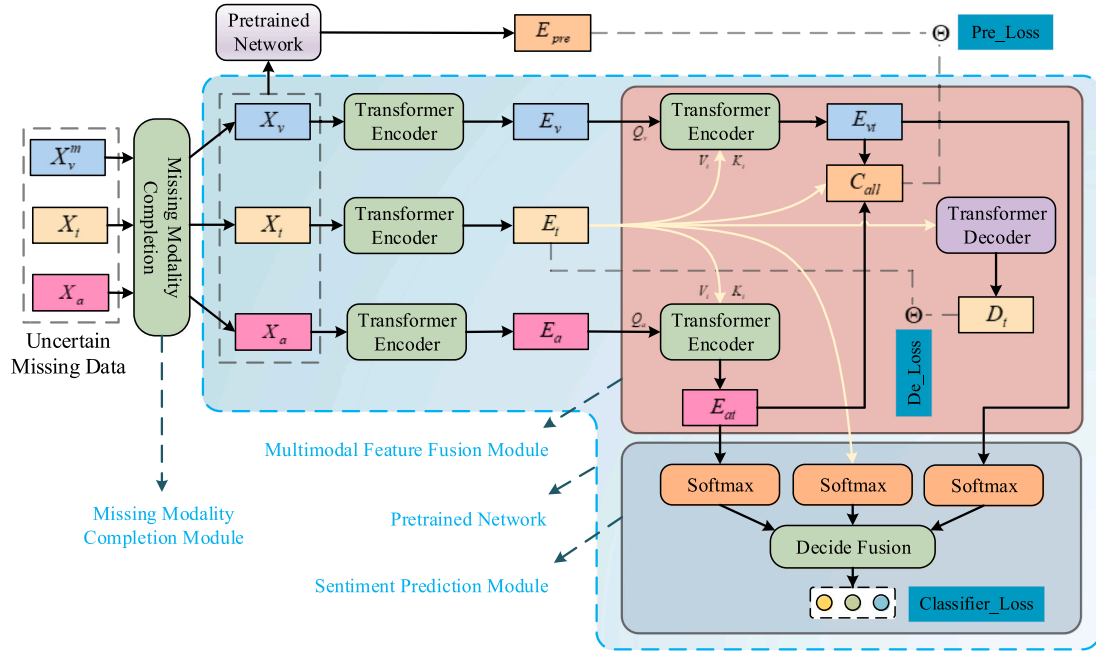 Pretrained
Network
E_pre
Θ
Pre_Loss
X_v^m
X_t
X_a
Uncertain
Missing Data
Missing Modality
Completion
X_v
Transformer
Encoder
E_v
Q_v
Transformer
Encoder
E_vt
V_t
K_t
C_all
X_t
Transformer
Encoder
E_t
Transformer
Decoder
V_t
K_t
X_a
Transformer
Encoder
E_a
Q_a
Transformer
Encoder
Θ
D_t
De_Loss
E_at
Multimodal Feature Fusion Module
Pretrained Network
Sentiment Prediction Module
Missing Modality
Completion Module
Softmax
Softmax
Softmax
Decide Fusion
Classifier_Loss